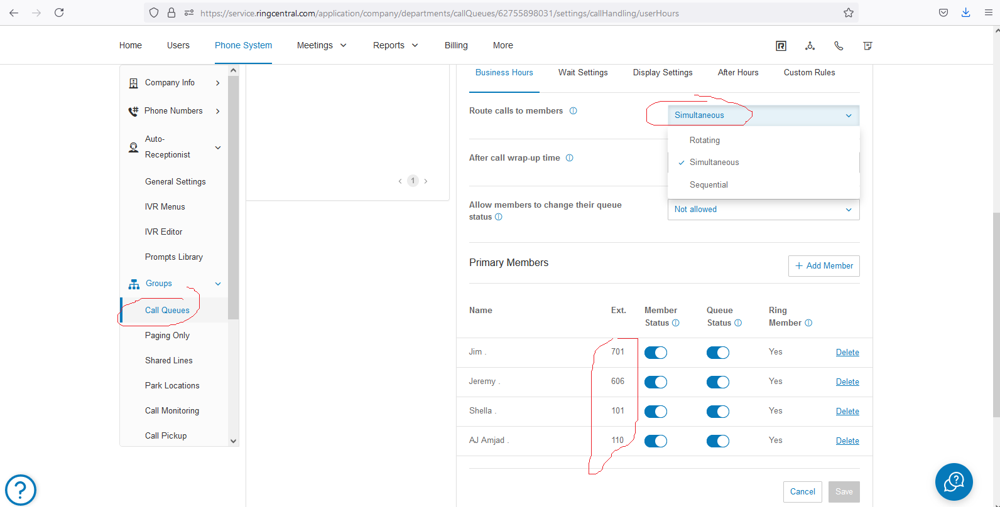 https://service.ringcentral.com/application/company/departments/callQueues/62755898031/settings/callHandling/userHours
Home Users Phone System Meetings Reports Billing More
Company Info
Phone Numbers
Auto-
Receptionist
General Settings
IVR Menus
IVR Editor
Prompts Library
Groups
Call Queues
Paging Only
Shared Lines
Park Locations
Call Monitoring
Call Pickup
1
Business Hours Wait Settings Display Settings After Hours Custom Rules
Route calls to members Simultaneous
Rotating
Simultaneous
Sequential
After call wrap-up time
Allow members to change their queue
status
Not allowed
Primary Members
+ Add Member
Name Ext. Member Status Queue Status Ring Member
Jim . 701 Yes Delete
Jeremy . 606 Yes Delete
Shella . 101 Yes Delete
AJ Amjad . 110 Yes Delete
Cancel Save